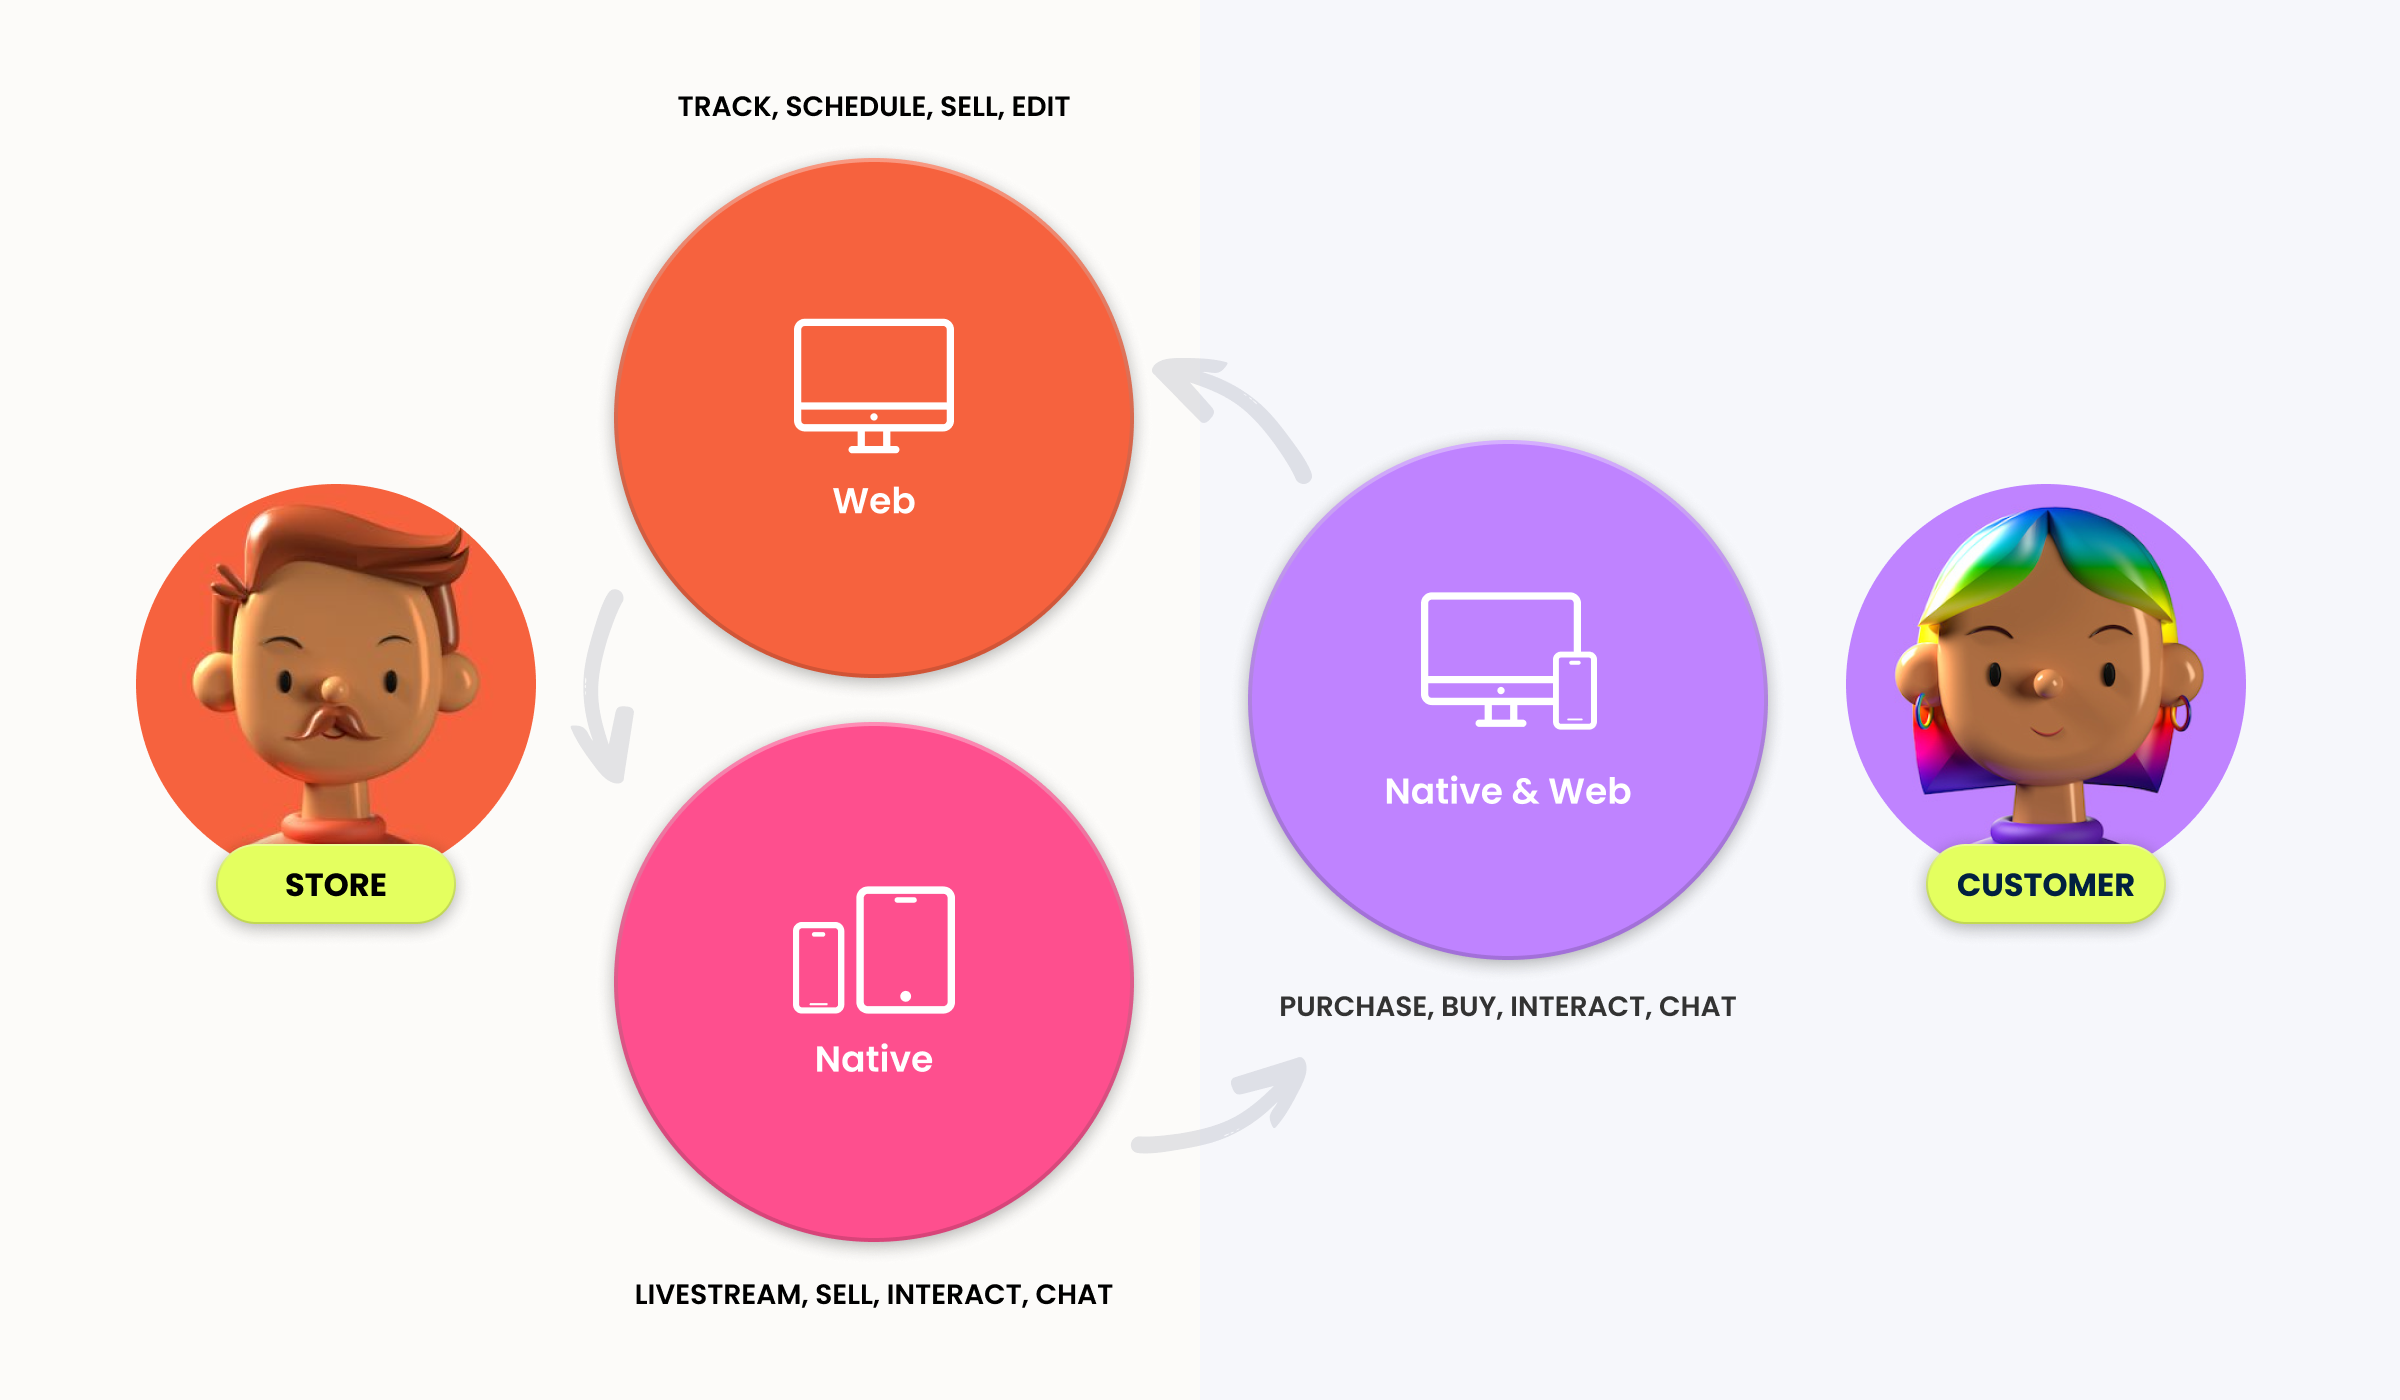 TRACK, SCHEDULE, SELL, EDIT
Web
STORE
Native
LIVESTREAM, SELL, INTERACT, CHAT
Native & Web
PURCHASE, BUY, INTERACT, CHAT
CUSTOMER